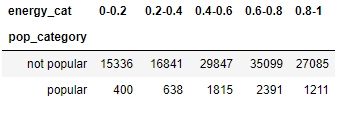 energy_cat 0-0.2 0.2-0.4 0.4-0.6 0.6-0.8 0.8-1
pop_category
not popular 15336 16841 29847 35099 27085
popular 400 638 1815 2391 1211